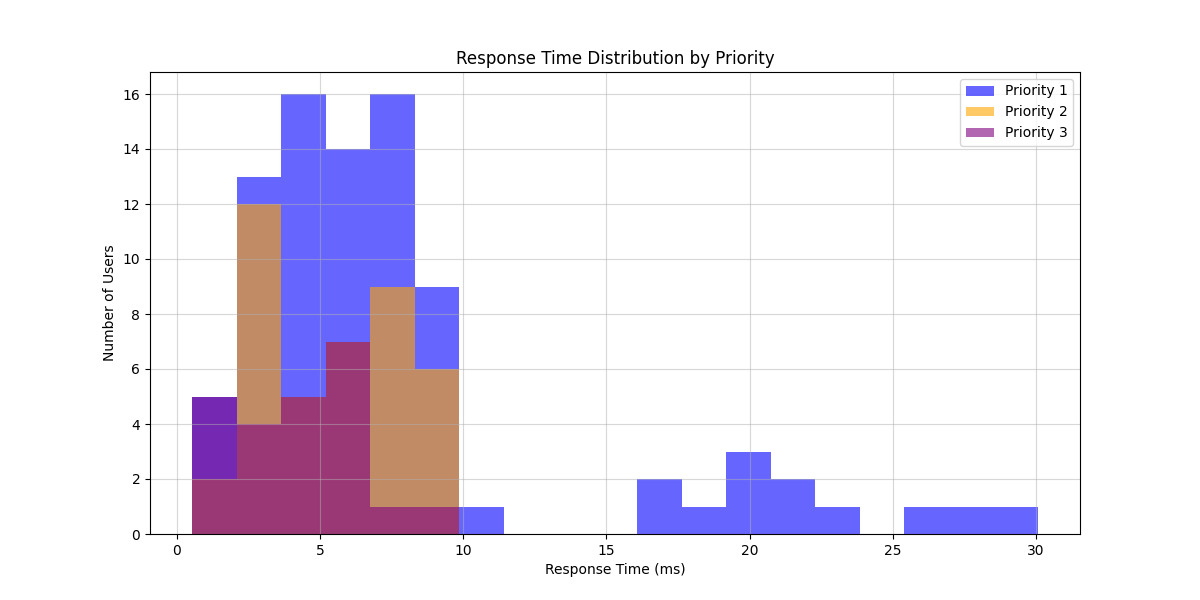 Response Time Distribution by Priority
Priority 1
Priority 2
Priority 3
Number of Users
16
14
12
10
8
6
4
2
0
0 5 10 15 20 25 30
Response Time (ms)